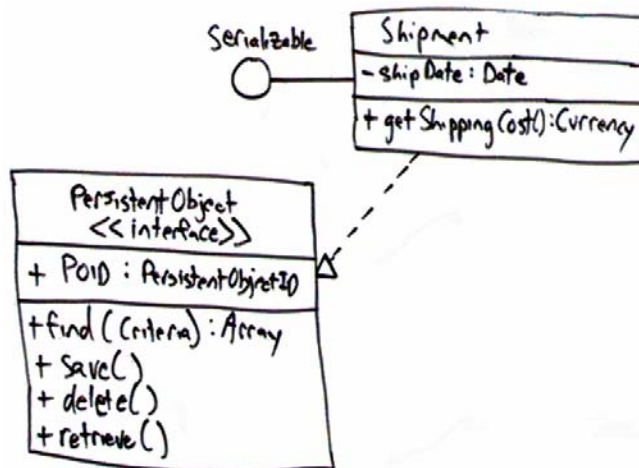 Serializable
Shipment
- shipDate : Date
+ getShippingCost() : Currency
PersistentObject
<<interface>>
+ POID : PersistentObjectID
+ find (Criteria) : Array
+ save()
+ delete()
+ retrieve()